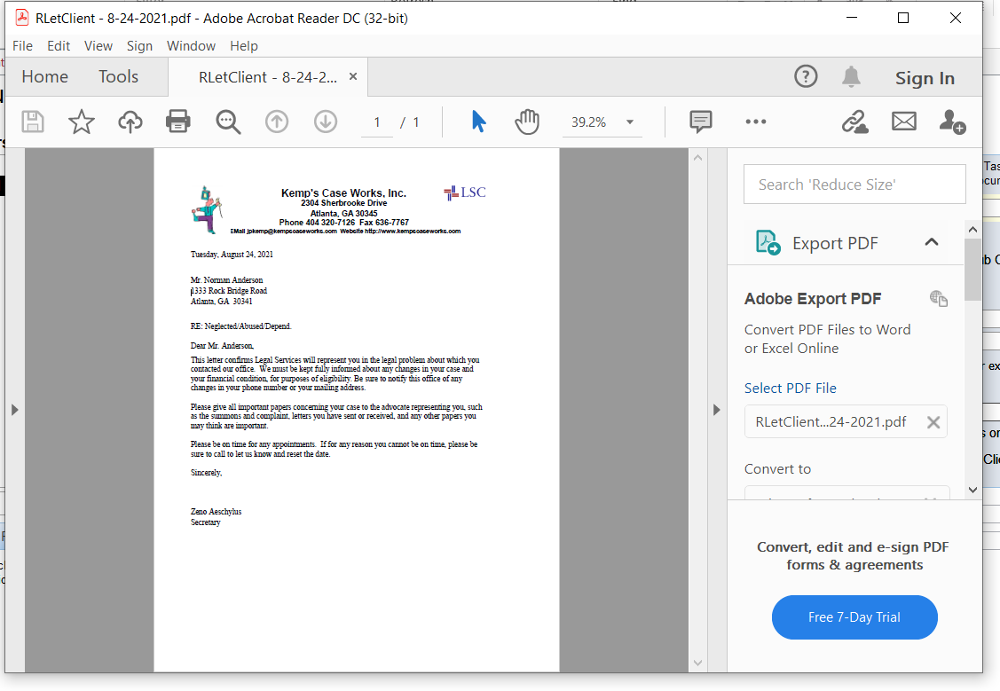 RLetClient - 8-24-2021.pdf - Adobe Acrobat Reader DC (32-bit)
File Edit View Sign Window Help
Home Tools RLetClient - 8-24-2... Sign In
1 / 1 39.2%
Kemp's Case Works, Inc.
2304 Sherbrooke Drive.
Atlanta, GA 30345
Phone 404 320-7126 Fax 636-7767
EMail jpkemp@kempscaseworks.com Website http://www.kempscaseworks.com
LSC
Tuesday, August 24, 2021
Mr. Norman Anderson
1333 Rock Bridge Road
Atlanta, GA 30341
RE: Neglected/Abused/Depend.
Dear Mr. Anderson,
This letter confirms Legal Services will represent you in the legal problem about which you
contacted our office. We must be kept fully informed about any changes in your case and
your financial condition, for purposes of eligibility. Be sure to notify this office of any
changes in your phone number or your mailing address.
Please give all important papers concerning your case to the advocate representing you, such
as the summons and complaint, letters you have sent or received, and any other papers you
may think are important.
Please be on time for any appointments. If for any reason you cannot be on time, please be
sure to call to let us know and reset the date.
Sincerely,
Zeno Aeschylus
Secretary
Search 'Reduce Size'
Export PDF
Adobe Export PDF
Convert PDF Files to Word
or Excel Online
Select PDF File
RLetClient...24-2021.pdf
Convert to
Convert, edit and e-sign PDF
forms & agreements
Free 7-Day Trial